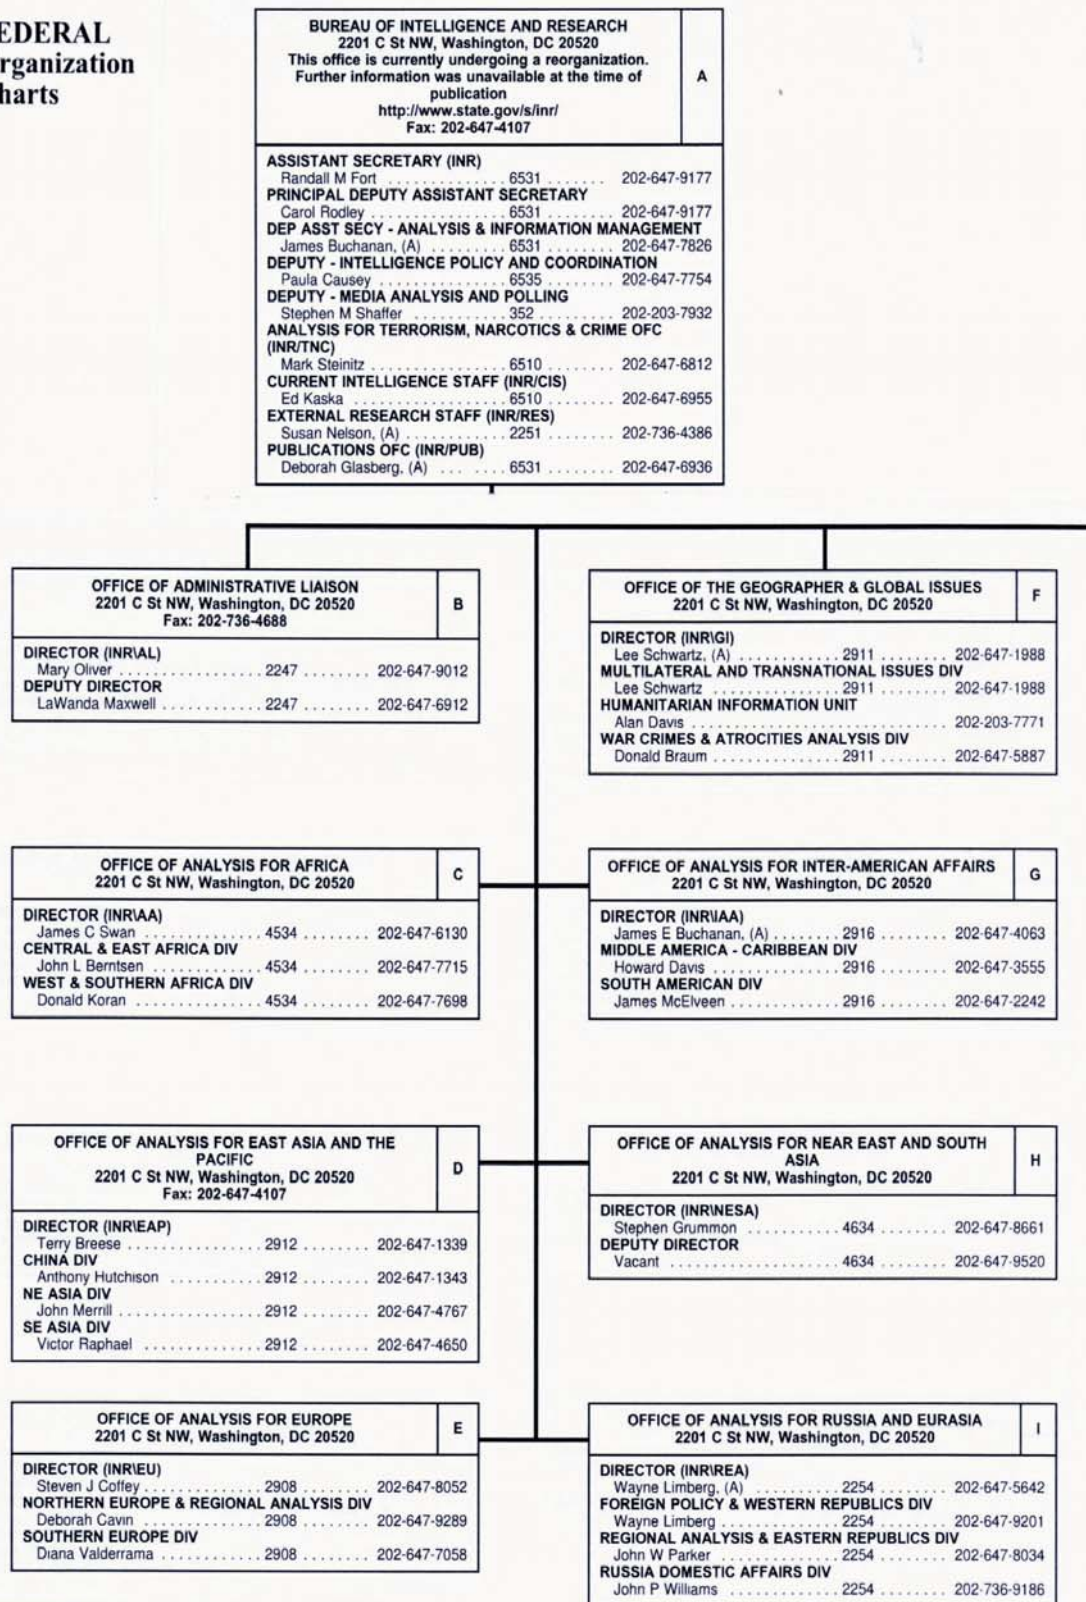 EDERAL
rganization
harts
BUREAU OF INTELLIGENCE AND RESEARCH
2201 C St NW, Washington, DC 20520
This office is currently undergoing a reorganization.
Further information was unavailable at the time of
publication
http://www.state.gov/s/inr/
Fax: 202-647-4107
A
ASSISTANT SECRETARY (INR)
Randall M Fort .............. 6531 ....... 202-647-9177
PRINCIPAL DEPUTY ASSISTANT SECRETARY
Carol Rodley ................ 6531 ........ 202-647-9177
DEP ASST SECY - ANALYSIS & INFORMATION MANAGEMENT
James Buchanan, (A) ......... 6531 ........ 202-647-7826
DEPUTY - INTELLIGENCE POLICY AND COORDINATION
Paula Causey ................ 6535 ........ 202-647-7754
DEPUTY - MEDIA ANALYSIS AND POLLING
Stephen M Shaffer ........... 352 ......... 202-203-7932
ANALYSIS FOR TERRORISM, NARCOTICS & CRIME OFC
(INR/TNC)
Mark Steinitz ............... 6510 ........ 202-647-6812
CURRENT INTELLIGENCE STAFF (INR/CIS)
Ed Kaska .................. 6510 ........ 202-647-6955
EXTERNAL RESEARCH STAFF (INR/RES)
Susan Nelson, (A) ............ 2251 ........ 202-736-4386
PUBLICATIONS OFC (INR/PUB)
Deborah Glasberg, (A) ... .... 6531 ........ 202-647-6936
OFFICE OF ADMINISTRATIVE LIAISON
2201 C St NW, Washington, DC 20520
Fax: 202-736-4688
B
DIRECTOR (INR\AL)
Mary Oliver .................. 2247 ........ 202-647-9012
DEPUTY DIRECTOR
LaWanda Maxwell ............ 2247 ........ 202-647-6912
OFFICE OF THE GEOGRAPHER & GLOBAL ISSUES
2201 C St NW, Washington, DC 20520
F
DIRECTOR (INR\GI)
Lee Schwartz, (A) ............ 2911 ........ 202-647-1988
MULTILATERAL AND TRANSNATIONAL ISSUES DIV
Lee Schwartz ............... 2911 ........ 202-647-1988
HUMANITARIAN INFORMATION UNIT
Alan Davis .............................. 202-203-7771
WAR CRIMES & ATROCITIES ANALYSIS DIV
Donald Braum ............... 2911 ........ 202-647-5887
OFFICE OF ANALYSIS FOR AFRICA
2201 C St NW, Washington, DC 20520
C
DIRECTOR (INR\AA)
James C Swan ............... 4534 ........ 202-647-6130
CENTRAL & EAST AFRICA DIV
John L Berntsen .............. 4534 ........ 202-647-7715
WEST & SOUTHERN AFRICA DIV
Donald Koran ............... 4534 ........ 202-647-7698
OFFICE OF ANALYSIS FOR INTER-AMERICAN AFFAIRS
2201 C St NW, Washington, DC 20520
G
DIRECTOR (INR\IAA)
James E Buchanan, (A) ....... 2916 ........ 202-647-4063
MIDDLE AMERICA - CARIBBEAN DIV
Howard Davis ............... 2916 ........ 202-647-3555
SOUTH AMERICAN DIV
James McElveen ............. 2916 ........ 202-647-2242
OFFICE OF ANALYSIS FOR EAST ASIA AND THE
PACIFIC
2201 C St NW, Washington, DC 20520
Fax: 202-647-4107
D
DIRECTOR (INR\EAP)
Terry Breese ................ 2912 ........ 202-647-1339
CHINA DIV
Anthony Hutchison ........... 2912 ........ 202-647-1343
NE ASIA DIV
John Merrill ................. 2912 ........ 202-647-4767
SE ASIA DIV
Victor Raphael .............. 2912 ........ 202-647-4650
OFFICE OF ANALYSIS FOR NEAR EAST AND SOUTH
ASIA
2201 C St NW, Washington, DC 20520
H
DIRECTOR (INR\NESA)
Stephen Grummon ............ 4634 ........ 202-647-8661
DEPUTY DIRECTOR
Vacant .................... 4634 ........ 202-647-9520
OFFICE OF ANALYSIS FOR EUROPE
2201 C St NW, Washington, DC 20520
E
DIRECTOR (INR\EU)
Steven J Coffey .............. 2908 ........ 202-647-8052
NORTHERN EUROPE & REGIONAL ANALYSIS DIV
Deborah Cavin .............. 2908 ........ 202-647-9289
SOUTHERN EUROPE DIV
Diana Valderrama ............ 2908 ........ 202-647-7058
OFFICE OF ANALYSIS FOR RUSSIA AND EURASIA
2201 C St NW, Washington, DC 20520
I
DIRECTOR (INR\REA)
Wayne Limberg, (A) .......... 2254 ........ 202-647-5642
FOREIGN POLICY & WESTERN REPUBLICS DIV
Wayne Limberg .............. 2254 ........ 202-647-9201
REGIONAL ANALYSIS & EASTERN REPUBLICS DIV
John W Parker .............. 2254 ........ 202-647-8034
RUSSIA DOMESTIC AFFAIRS DIV
John P Williams ............. 2254 ........ 202-736-9186